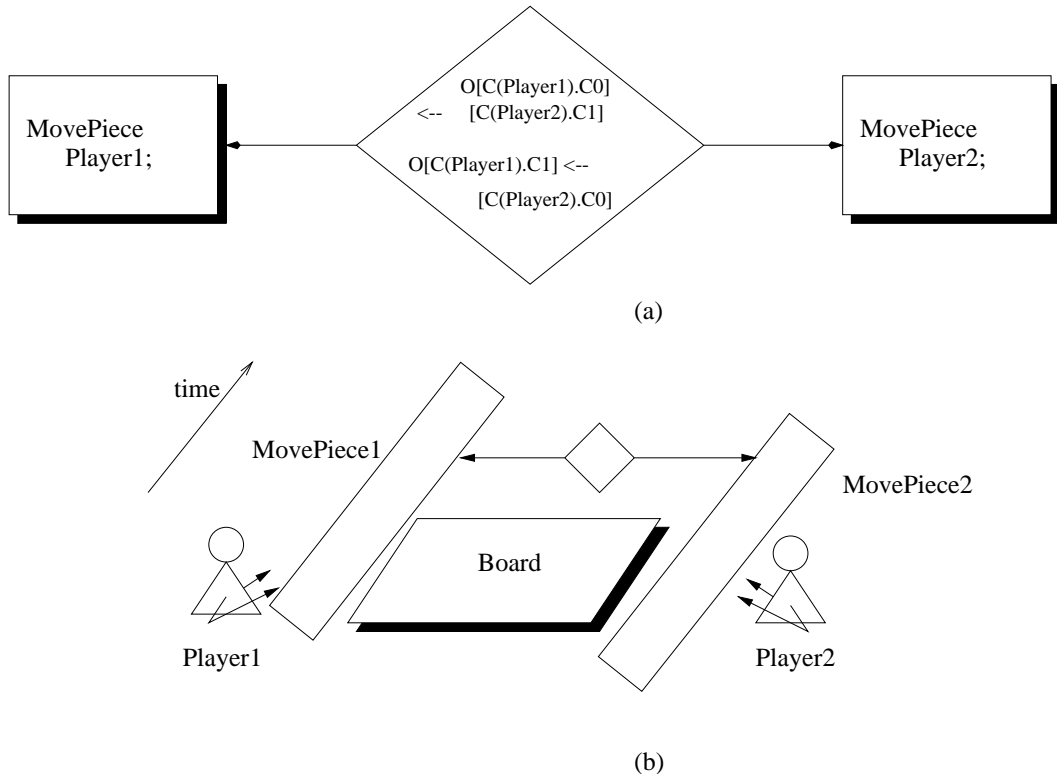 O[C(Player1).C0]
<-- [C(Player2).C1]
O[C(Player1).C1] <--
[C(Player2).C0]
MovePiece
Player1;
MovePiece
Player2;
(a)
time
MovePiece1
MovePiece2
Board
Player1
Player2
(b)